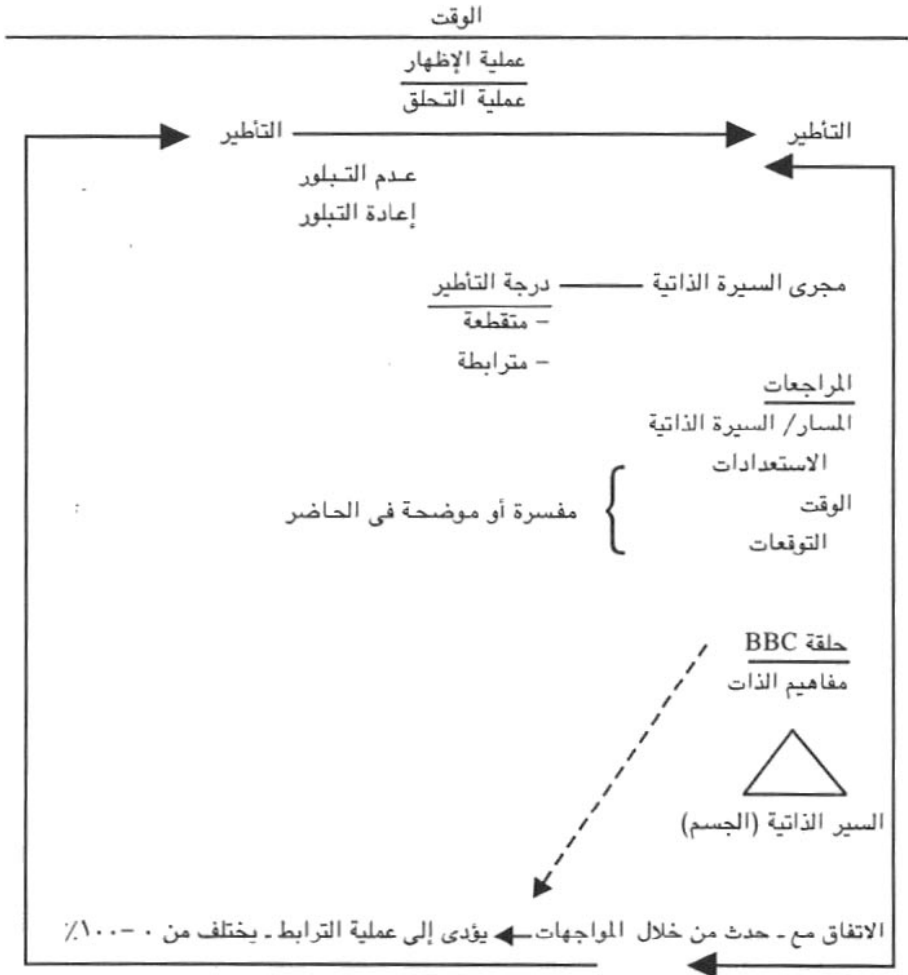 الوقت
عملية الإظهار
عملية التحلق
التأطير
التأطير
عدم التبلور
إعادة التبلور
مجرى السيرة الذاتية
درجة التأطير
- متقطعة
- مترابطة
المراجعات
المسار/ السيرة الذاتية
الاستعدادات
الوقت
التوقعات
مفسرة أو موضحة فى الحاضر
حلقة BBC
مفاهيم الذات
السير الذاتية (الجسم)
الاتفاق مع ـ حدث من خلال المواجهات يؤدى إلى عملية الترابط ـ يختلف من ٠ -١٠٠٪